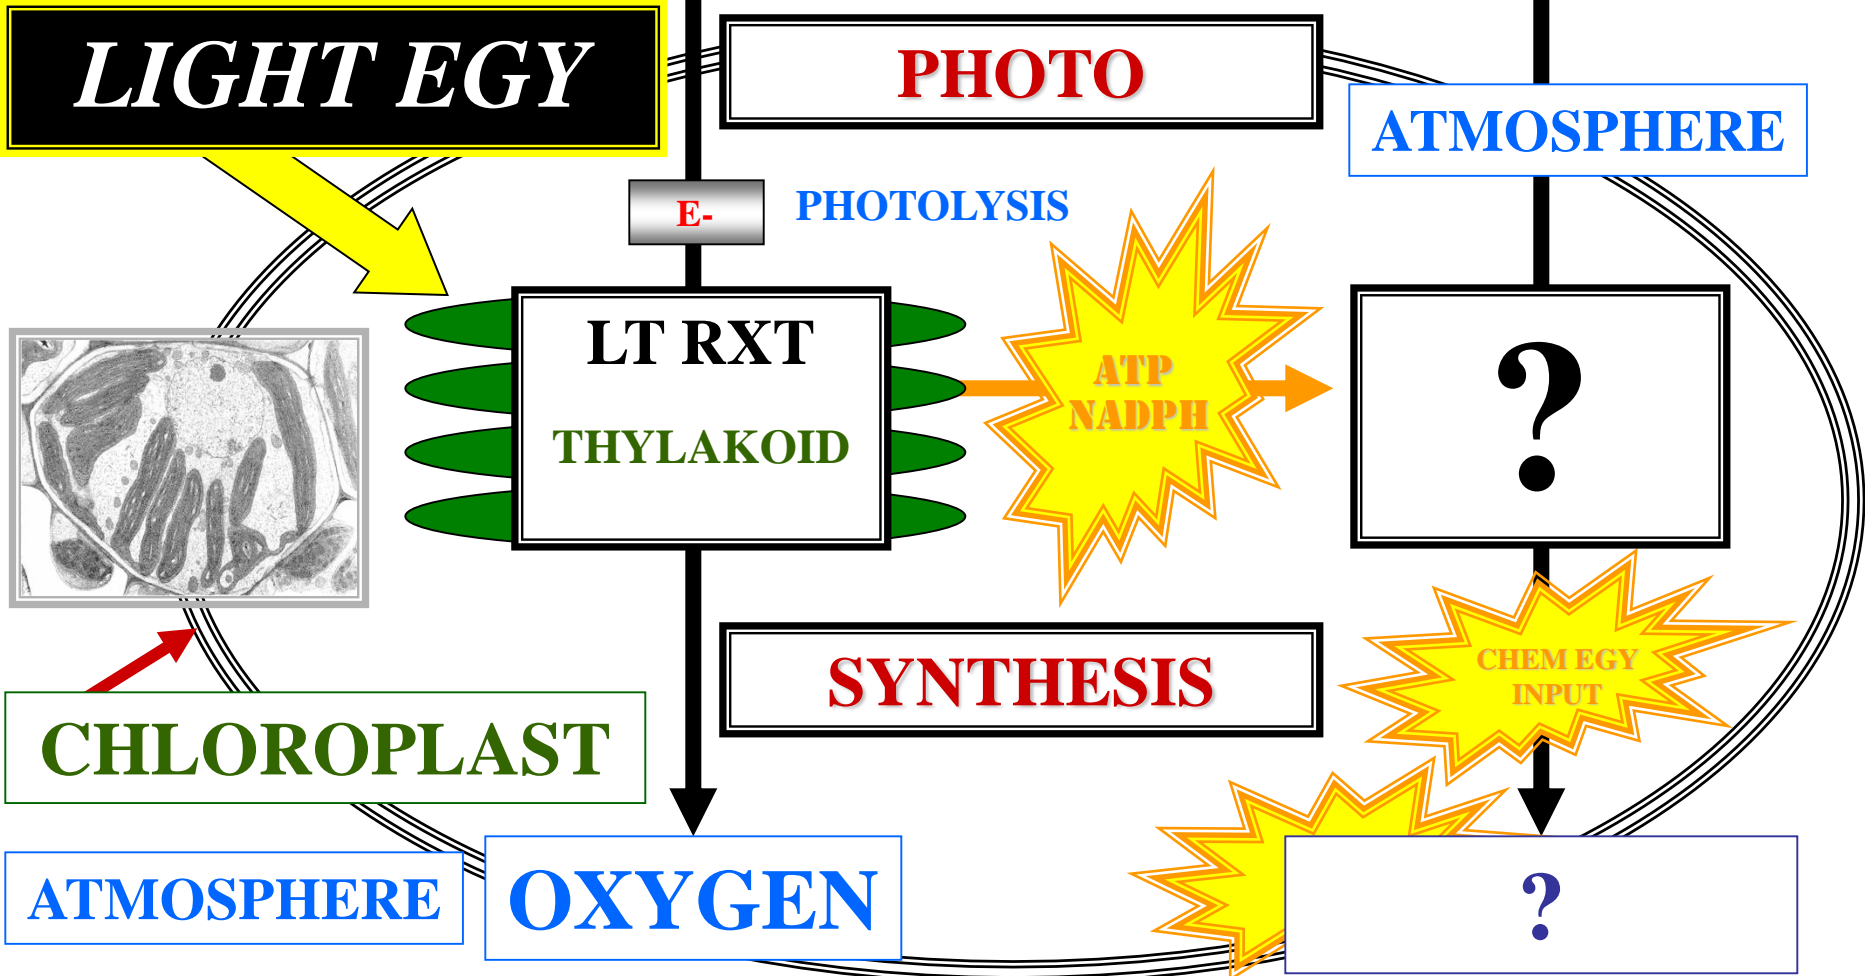 LIGHT EGY
PHOTO
ATMOSPHERE
E-
PHOTOLYSIS
LT RXT
THYLAKOID
ATP
NADPH
?
SYNTHESIS
CHEM EGY
INPUT
CHLOROPLAST
ATMOSPHERE
OXYGEN
?